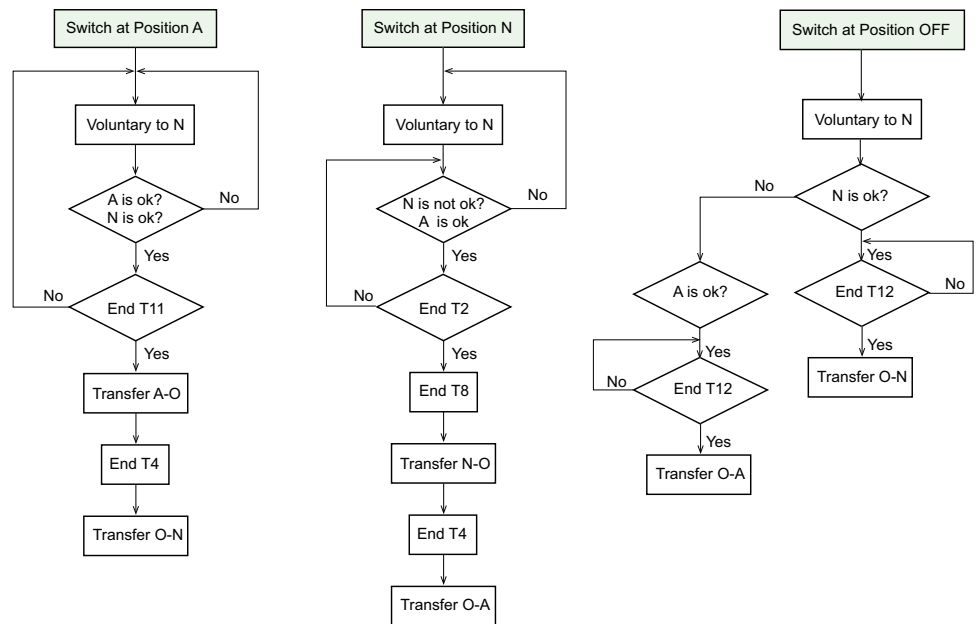 Switch at Position A
Voluntary to N
A is ok?
N is ok?
No
Yes
No
End T11
Yes
Transfer A-O
End T4
Transfer O-N
Switch at Position N
Voluntary to N
N is not ok?
A is ok
No
Yes
No
End T2
Yes
End T8
Transfer N-O
End T4
Transfer O-A
Switch at Position OFF
Voluntary to N
No
N is ok?
Yes
End T12
No
Yes
Transfer O-N
A is ok?
Yes
No
End T12
Yes
Transfer O-A